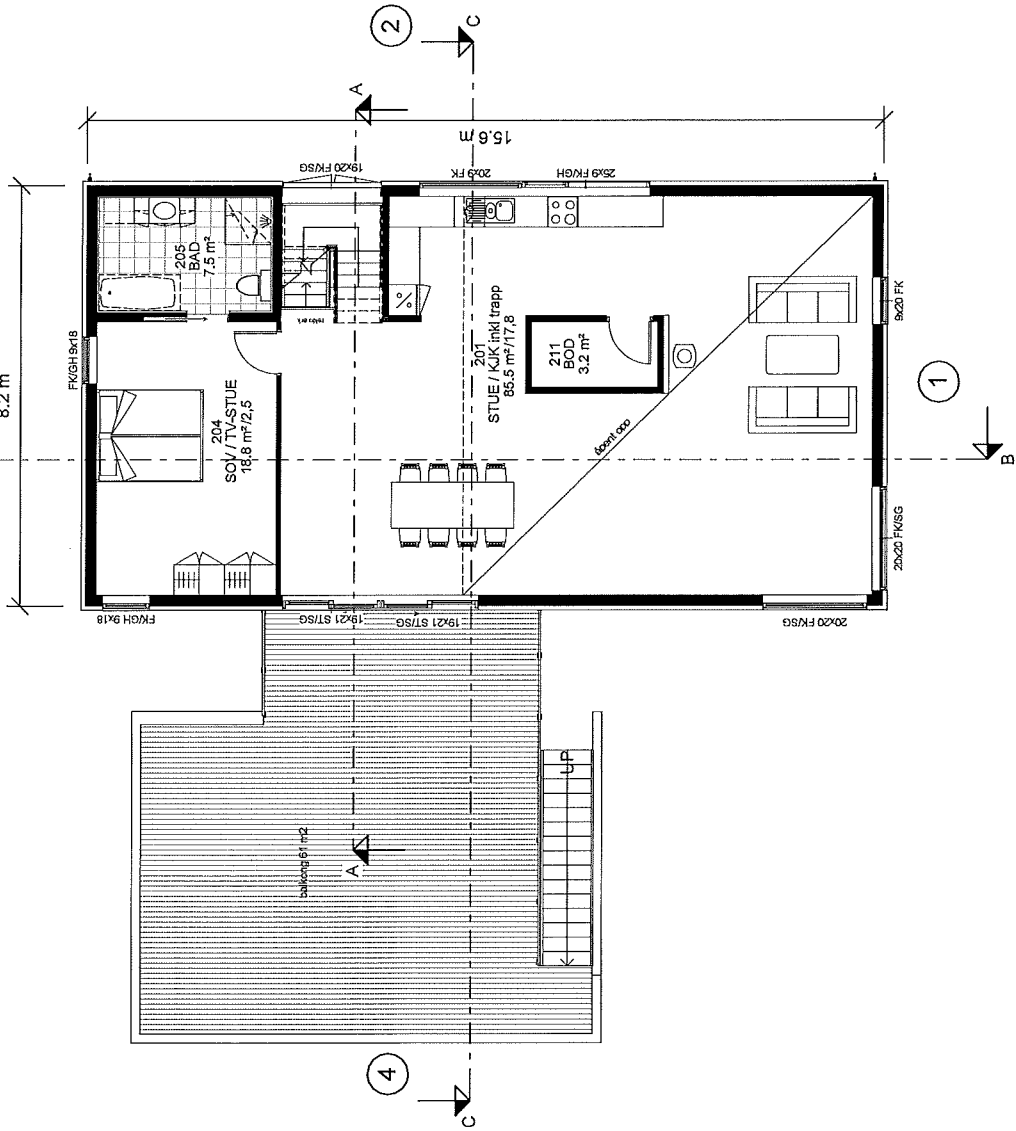 2
C
A
15.6 m
8.2 m
19x20 FK/SG
20x9 FK
25x9 FK/GH
205
BAD
7.5 m²
FK/GH 9x18
204
SOV / TV-STUE
18.8 m²/2,5
201
STUE / KJK inkl trapp
85.5 m²/17,8
211
BOD
3.2 m²
Åpent opp
9x20 FK
1
B
20x20 FK/SG
20x20 FK/SG
FK/GH 9x18
19x21 ST/SG
19x21 ST/SG
balkong 61 m2
A
UP
4
C